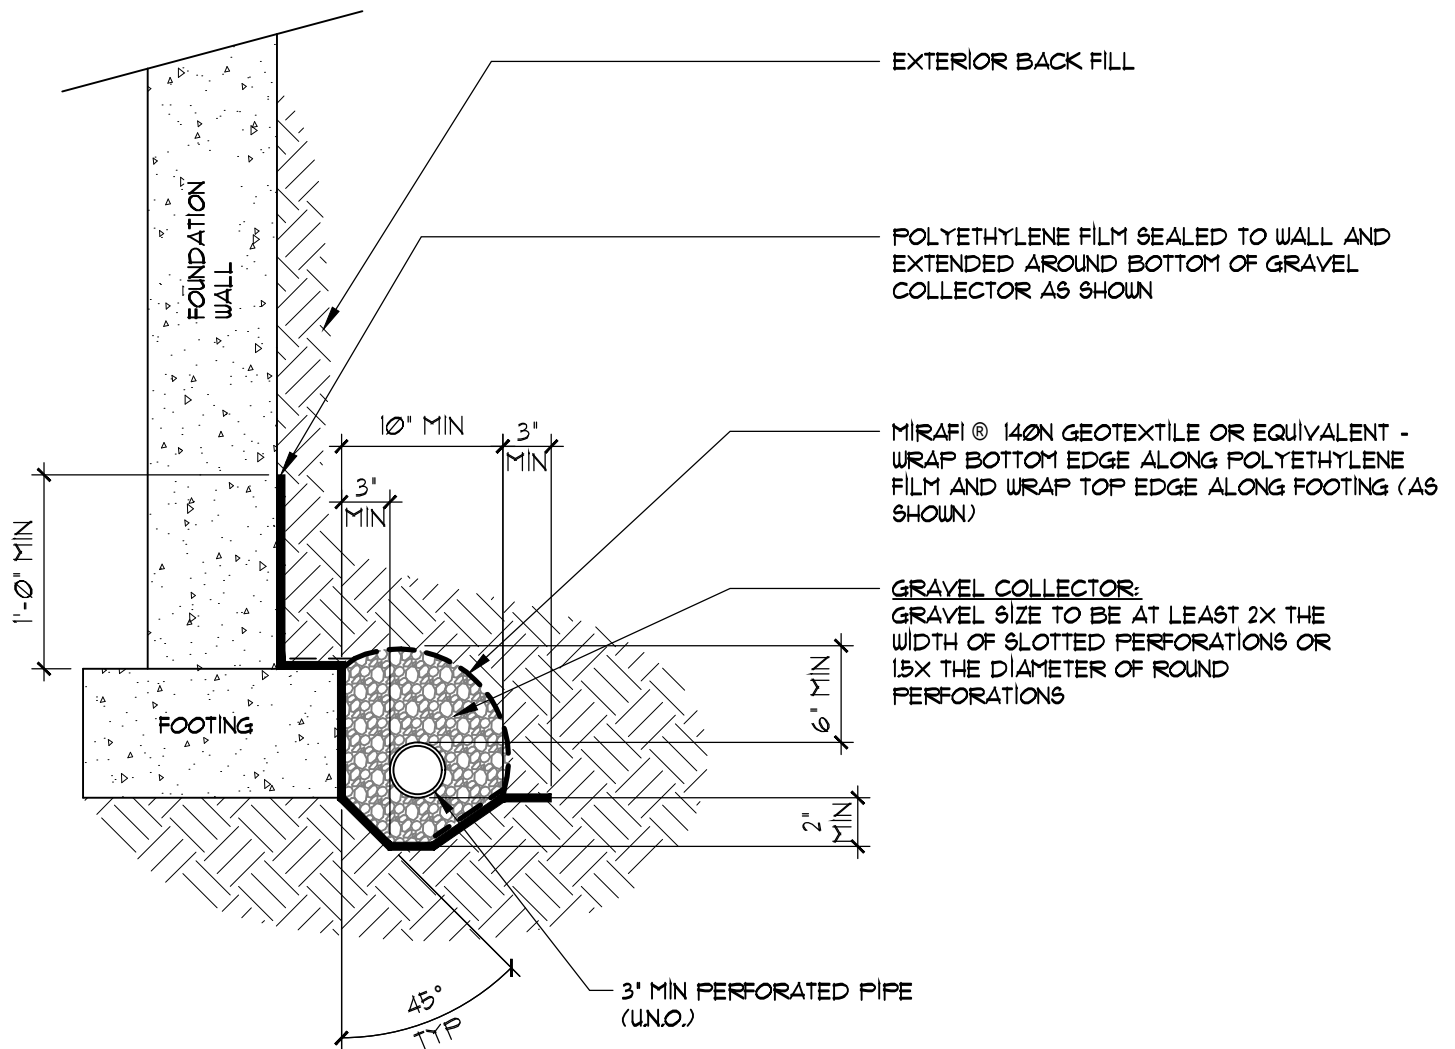 EXTERIOR BACK FILL
FOUNDATION
WALL
POLYETHYLENE FILM SEALED TO WALL AND
EXTENDED AROUND BOTTOM OF GRAVEL
COLLECTOR AS SHOWN
10" MIN
3"
MIN
3"
MIN
MIRAFI ® 140N GEOTEXTILE OR EQUIVALENT -
WRAP BOTTOM EDGE ALONG POLYETHYLENE
FILM AND WRAP TOP EDGE ALONG FOOTING (AS
SHOWN)
1'-0" MIN
GRAVEL COLLECTOR:
GRAVEL SIZE TO BE AT LEAST 2X THE
WIDTH OF SLOTTED PERFORATIONS OR
1.5X THE DIAMETER OF ROUND
PERFORATIONS
6" MIN
FOOTING
2"
MIN
3" MIN PERFORATED PIPE
(U.N.O.)
45°
TYP